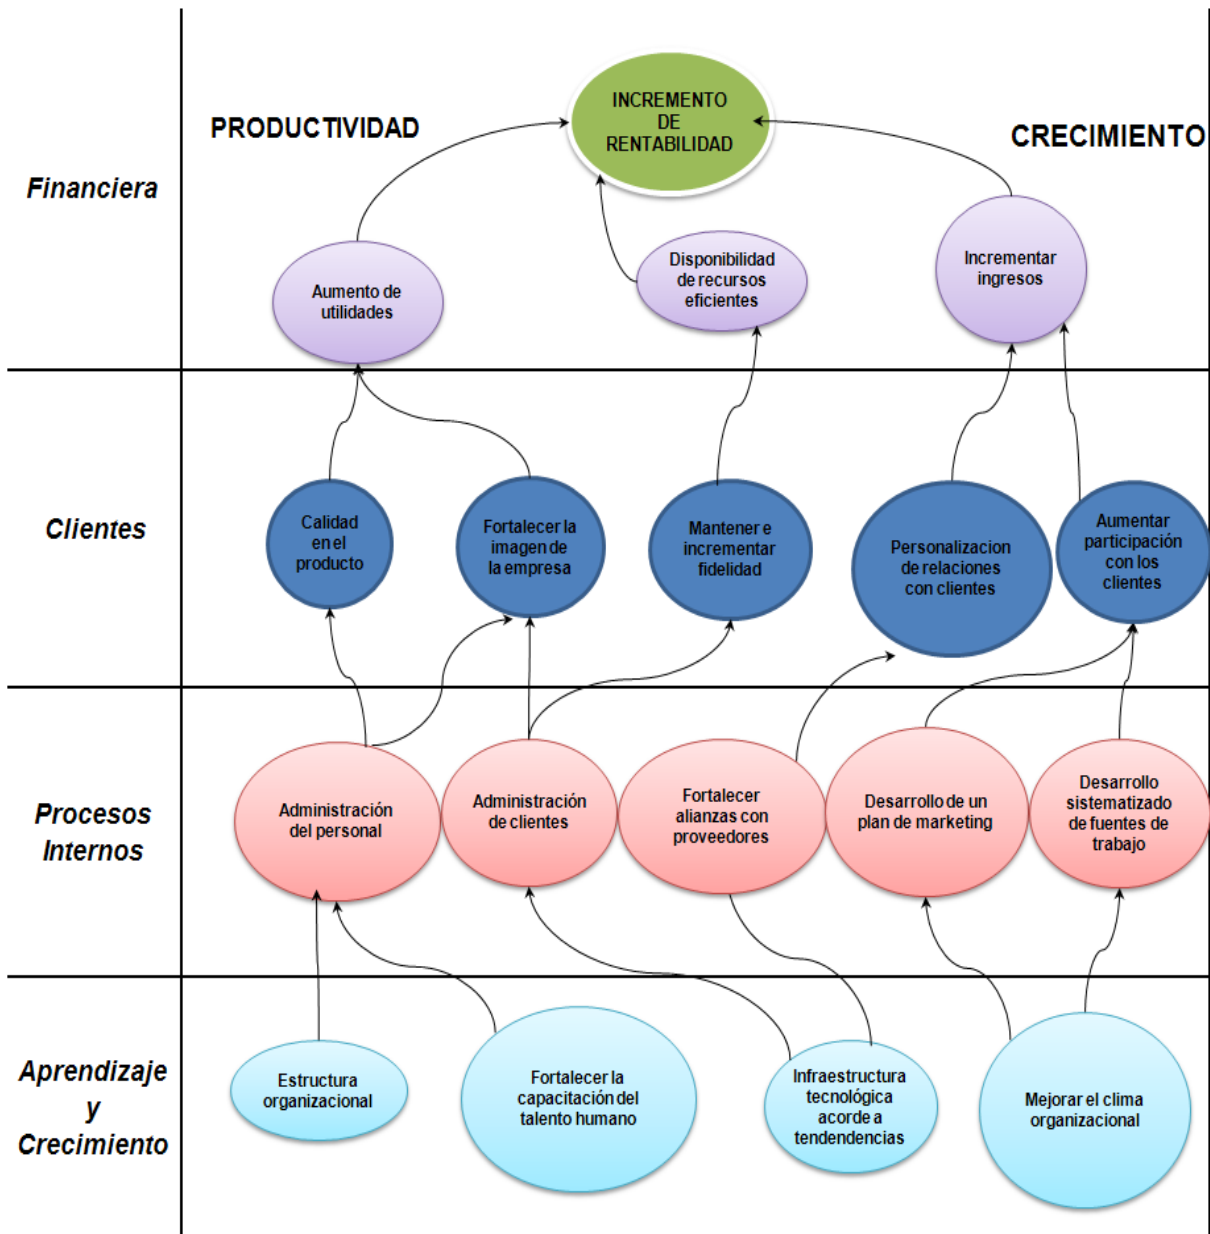 PRODUCTIVIDAD
INCREMENTO
DE
RENTABILIDAD
CRECIMIENTO
Financiera
Aumento de
utilidades
Disponibilidad
de recursos
eficientes
Incrementar
ingresos
Clientes
Calidad
en el
producto
Fortalecer la
imagen de
la empresa
Mantener e
incrementar
fidelidad
Personalizacion
de relaciones
con clientes
Aumentar
participación
con los
clientes
Procesos
Internos
Administración
del personal
Administración
de clientes
Fortalecer
alianzas con
proveedores
Desarrollo de un
plan de marketing
Desarrollo
sistematizado
de fuentes de
trabajo
Aprendizaje
y
Crecimiento
Estructura
organizacional
Fortalecer la
capacitación del
talento humano
Infraestructura
tecnológica
acorde a
tendendencias
Mejorar el clima
organizacional